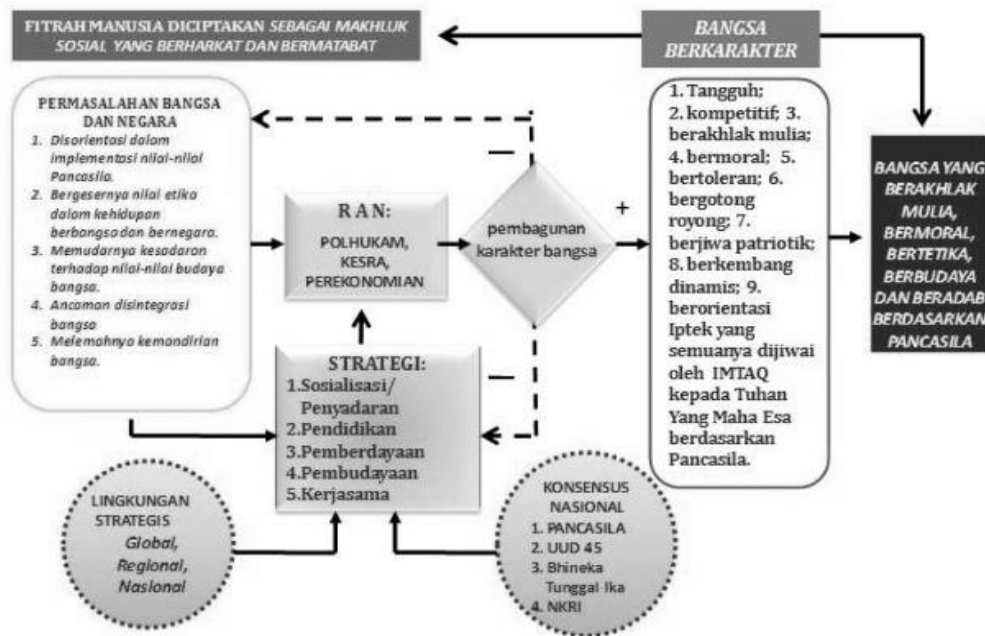 FITRAH MANUSIA DICIPTAKAN SEBAGAI MAKHLUK
SOSIAL YANG BERHARKAT DAN BERMATABAT
BANGSA
BERKARAKTER
PERMASALAHAN BANGSA
DAN NEGARA
1. Disorientasi dalam
implementasi nilai-nilai
Pancasila.
2. Bergesernya nilai etika
dalam kehidupan
berbangsa dan bernegara.
3. Memudarnya kesadaran
terhadap nilai-nilai budaya
bangsa.
4. Ancaman disintegrasi
bangsa
5. Melemahnya kemandirian
bangsa.
R A N:
POLHUKAM,
KESRA,
PEREKONOMIAN
—
pembagunan
karakter bangsa
+
—
1. Tangguh;
2. kompetitif; 3.
berakhlak mulia;
4. bermoral; 5.
bertoleran; 6.
bergotong
royong; 7.
berjiwa patriotik;
8. berkembang
dinamis; 9.
berorientasi
Iptek yang
semuanya dijiwai
oleh IMTAQ
kepada Tuhan
Yang Maha Esa
berdasarkan
Pancasila.
BANGSA YANG
BERAKHLAK
MULIA,
BERMORAL,
BERTETIKA,
BERBUDAYA
DAN BERADAB
BERDASARKAN
PANCASILA
STRATEGI:
1.Sosialisasi/
Penyadaran
2.Pendidikan
3.Pemberdayaan
4.Pembudayaan
5.Kerjasama
LINGKUNGAN
STRATEGIS
Global,
Regional,
Nasional
KONSENSUS
NASIONAL
1. PANCASILA
2. UUD 45
3. Bhineka
Tunggal Ika
4. NKRI